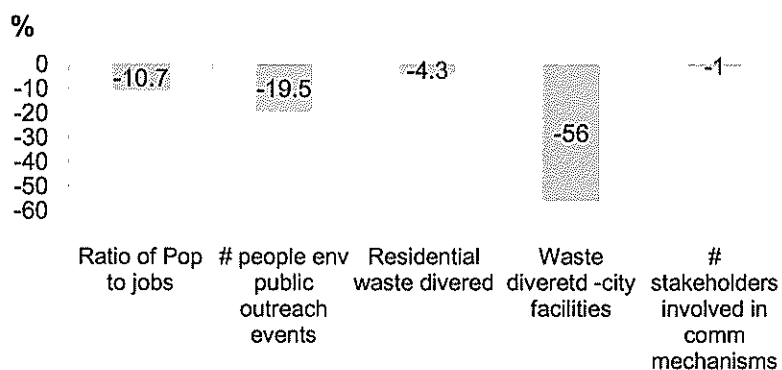 %
0
-10
-20
-30
-40
-50
-60
-10.7
-19.5
-4.3
-56
-1
Ratio of Pop
to jobs
# people env
public
outreach
events
Residential
waste divered
Waste
diveretd -city
facilities
#
stakeholders
involved in
comm
mechanisms